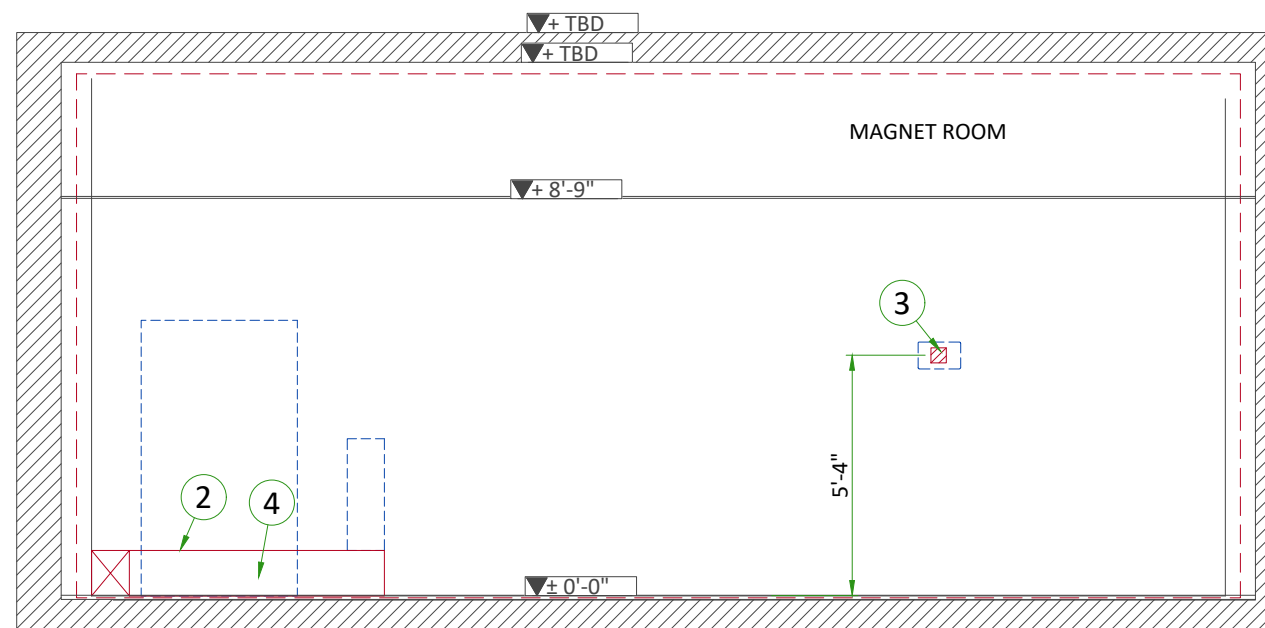 + TBD
+ TBD
MAGNET ROOM
+ 8'-9"
3
5'-4"
2
4
± 0'-0"